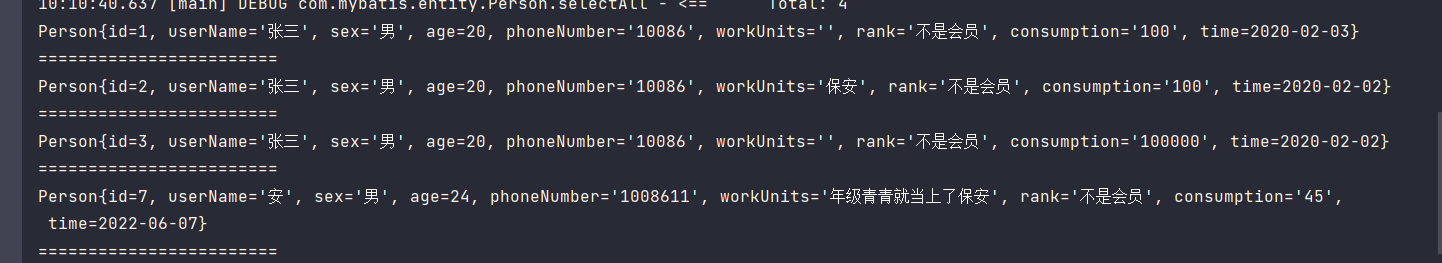 10:10:40.637 [main] DEBUG com.mybatis.entity.Person.selectAll - <==      Total: 4
Person{id=1, userName='张三', sex='男', age=20, phoneNumber='10086', workUnits='', rank='不是会员', consumption='100', time=2020-02-03}
========================
Person{id=2, userName='张三', sex='男', age=20, phoneNumber='10086', workUnits='保安', rank='不是会员', consumption='100', time=2020-02-02}
========================
Person{id=3, userName='张三', sex='男', age=20, phoneNumber='10086', workUnits='', rank='不是会员', consumption='100000', time=2020-02-02}
========================
Person{id=7, userName='安', sex='男', age=24, phoneNumber='1008611', workUnits='年级青青就当上了保安', rank='不是会员', consumption='45',
 time=2022-06-07}
========================